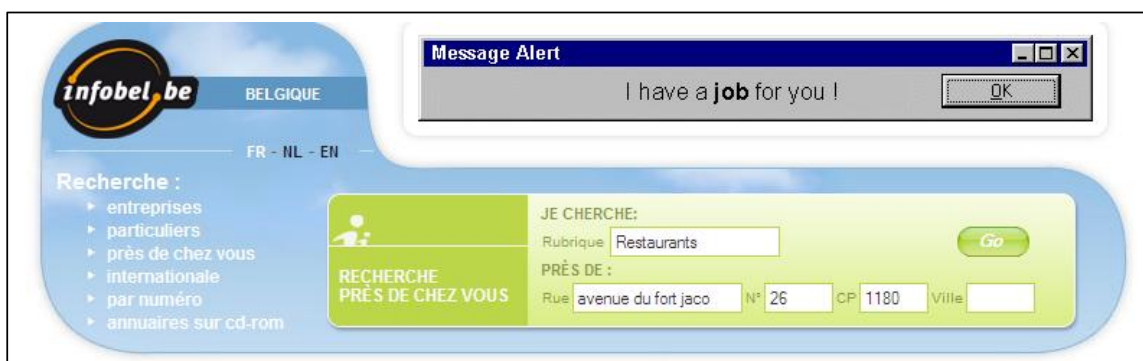 infobel.be
BELGIQUE
FR - NL - EN
Message Alert
I have a job for you !
OK
Recherche :
entreprises
particuliers
près de chez vous
internationale
par numéro
annuaires sur cd-rom
RECHERCHE
PRÈS DE CHEZ VOUS
JE CHERCHE:
Rubrique Restaurants
Go
PRÈS DE :
Rue avenue du fort jaco N° 26 CP 1180 Ville